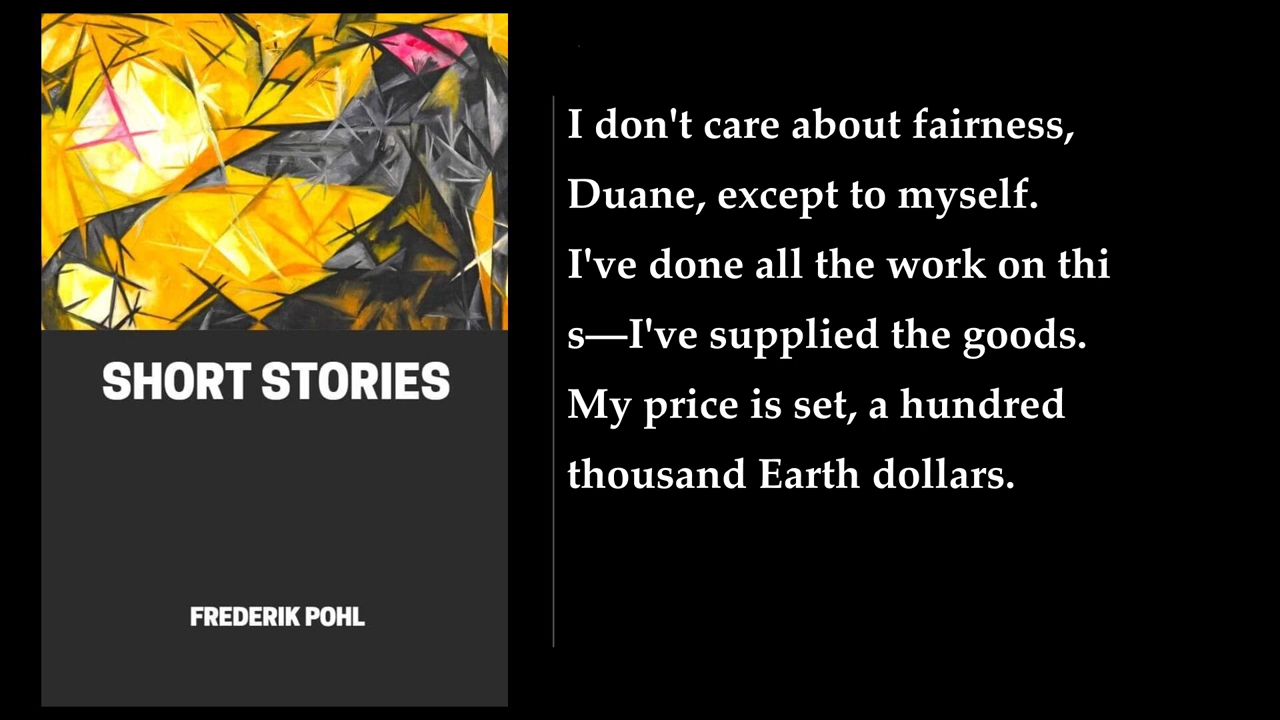 SHORT STORIES
FREDERIK POHL
I don't care about fairness,
Duane, except to myself.
I've done all the work on thi
s—I've supplied the goods.
My price is set, a hundred
thousand Earth dollars.